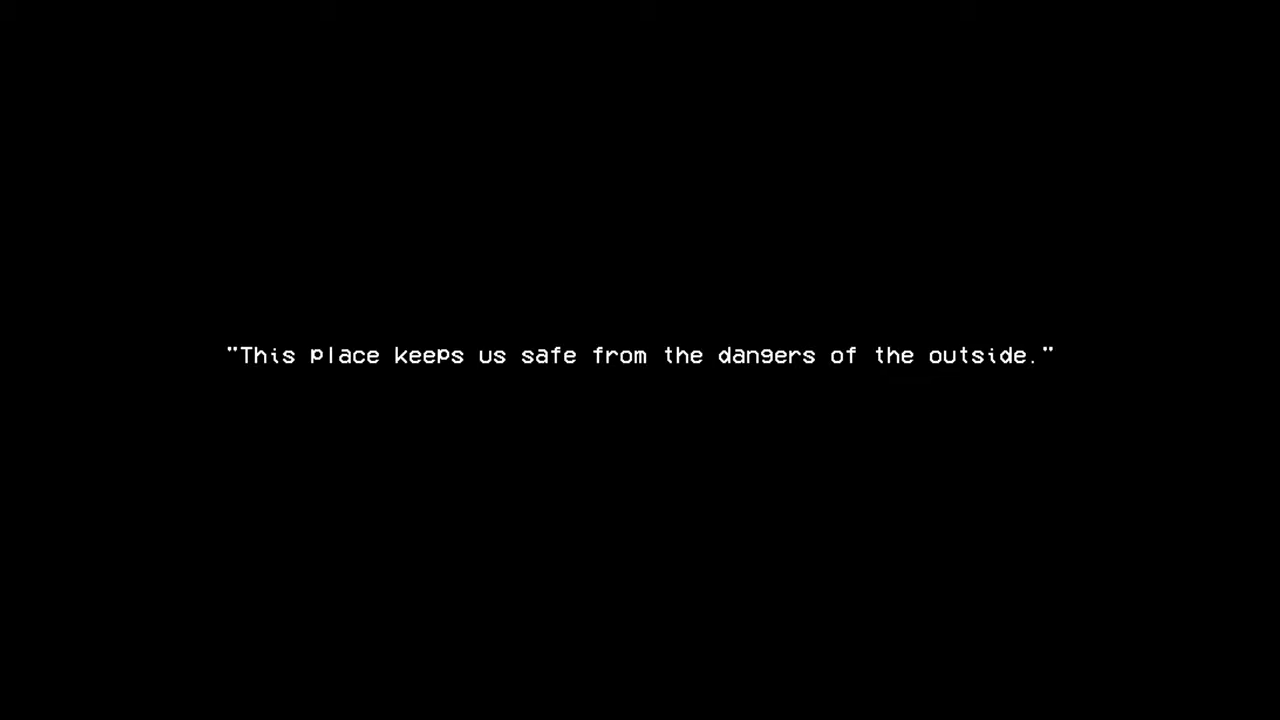 "This place keeps us safe from the dangers of the outside."